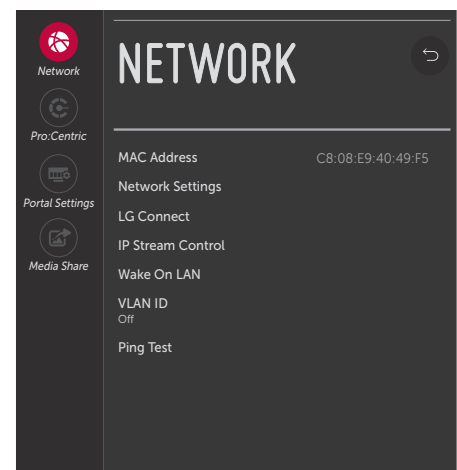 Network
Pro:Centric
Portal Settings
Media Share
NETWORK
MAC Address C8:08:E9:40:49:F5
Network Settings
LG Connect
IP Stream Control
Wake On LAN
VLAN ID
Off
Ping Test